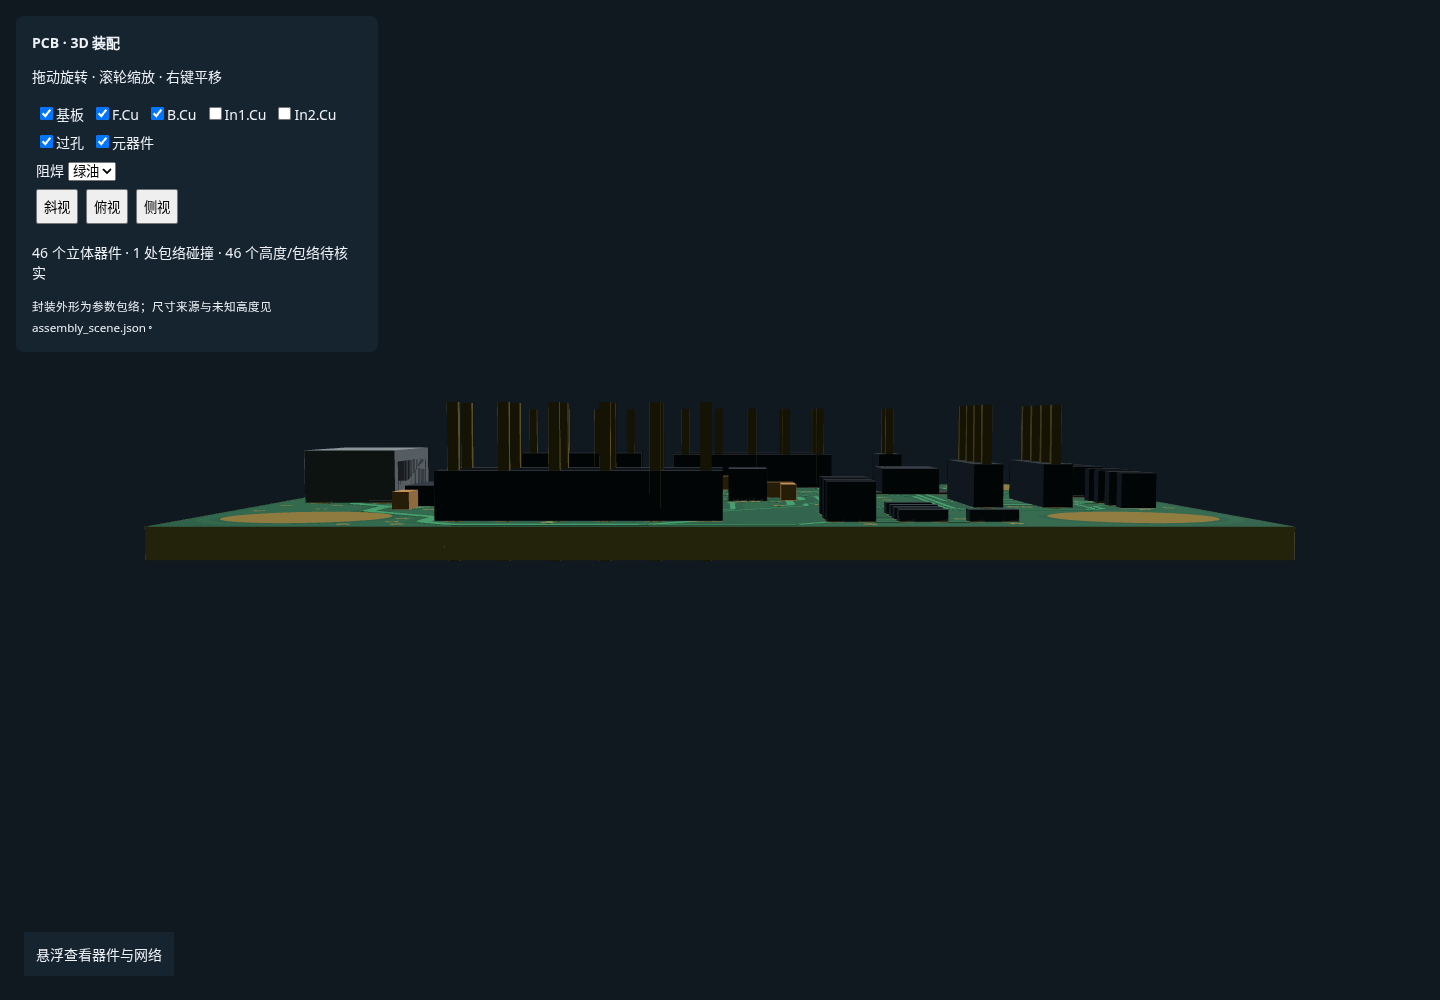 PCB · 3D 装配
拖动旋转 · 滚轮缩放 · 右键平移
基板 F.Cu B.Cu In1.Cu In2.Cu
过孔 元器件
阻焊 绿油
斜视 俯视 侧视
46 个立体器件 · 1 处包络碰撞 · 46 个高度/包络待核
实
封装外形为参数包络；尺寸来源与未知高度见
assembly_scene.json。
悬浮查看器件与网络